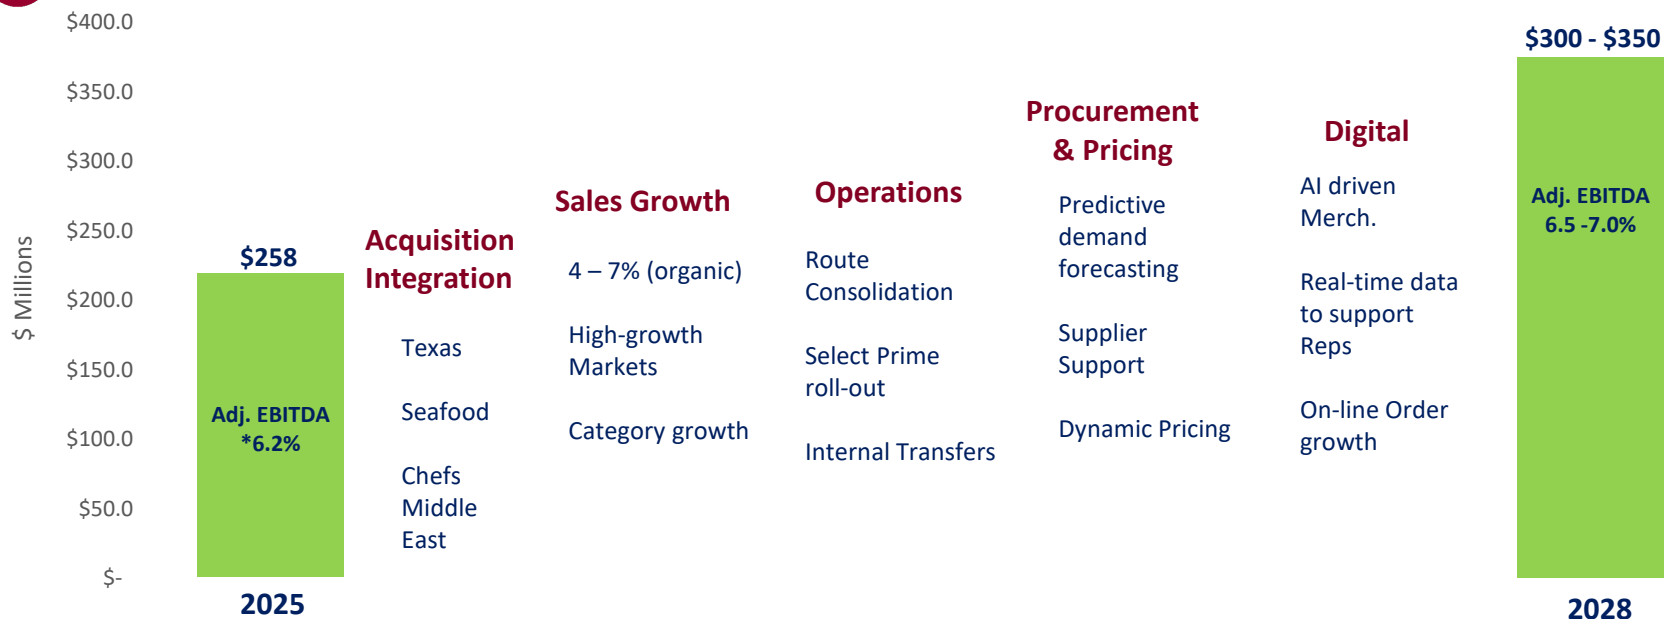 $ Millions
$400.0
$350.0
$300.0
$250.0
$200.0
$150.0
$100.0
$50.0
$-
$258
Adj. EBITDA
*6.2%
2025
Acquisition
Integration
Texas
Seafood
Chefs
Middle
East
Sales Growth
4 – 7% (organic)
High-growth
Markets
Category growth
Operations
Route
Consolidation
Select Prime
roll-out
Internal Transfers
Procurement
& Pricing
Predictive
demand
forecasting
Supplier
Support
Dynamic Pricing
Digital
AI driven
Merch.
Real-time data
to support
Reps
On-line Order
growth
$300 - $350
Adj. EBITDA
6.5 -7.0%
2028